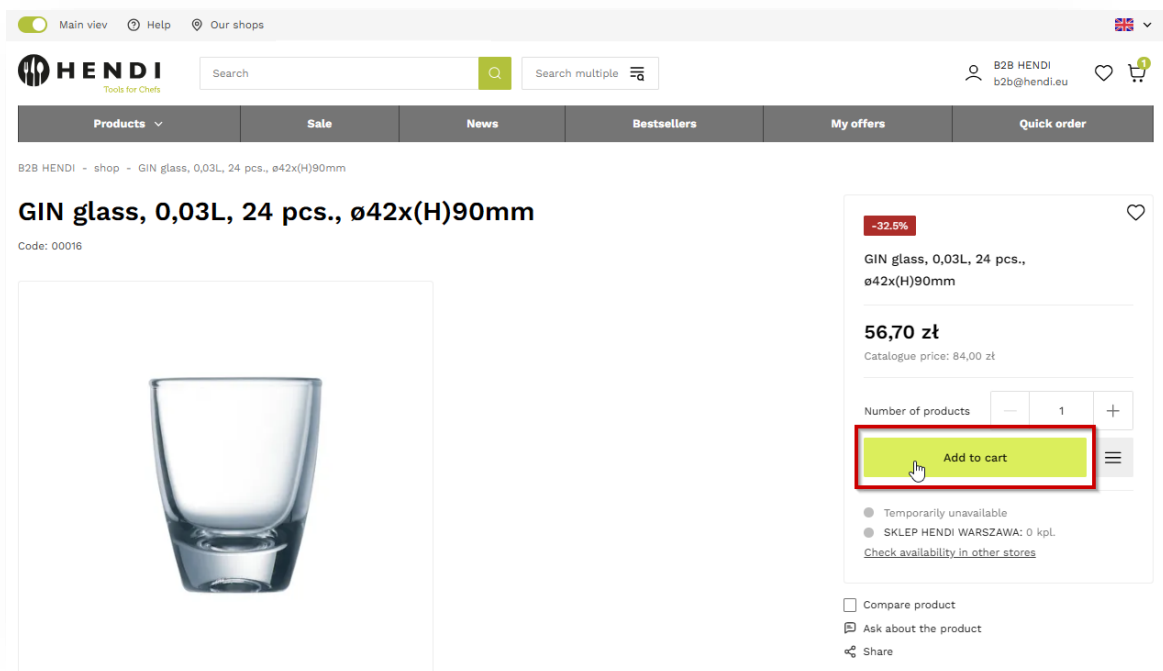 Main viev
Help
Our shops
HENDI
Tools for Chefs
Search
Search multiple
B2B HENDI
b2b@hendi.eu
1
Products
Sale
News
Bestsellers
My offers
Quick order
B2B HENDI - shop - GIN glass, 0,03L, 24 pcs., ø42x(H)90mm
GIN glass, 0,03L, 24 pcs., ø42x(H)90mm
Code: 00016
-32.5%
GIN glass, 0,03L, 24 pcs.,
ø42x(H)90mm
56,70 zł
Catalogue price: 84,00 zł
Number of products
1
Add to cart
Temporarily unavailable
SKLEP HENDI WARSZAWA: 0 kpl.
Check availability in other stores
Compare product
Ask about the product
Share